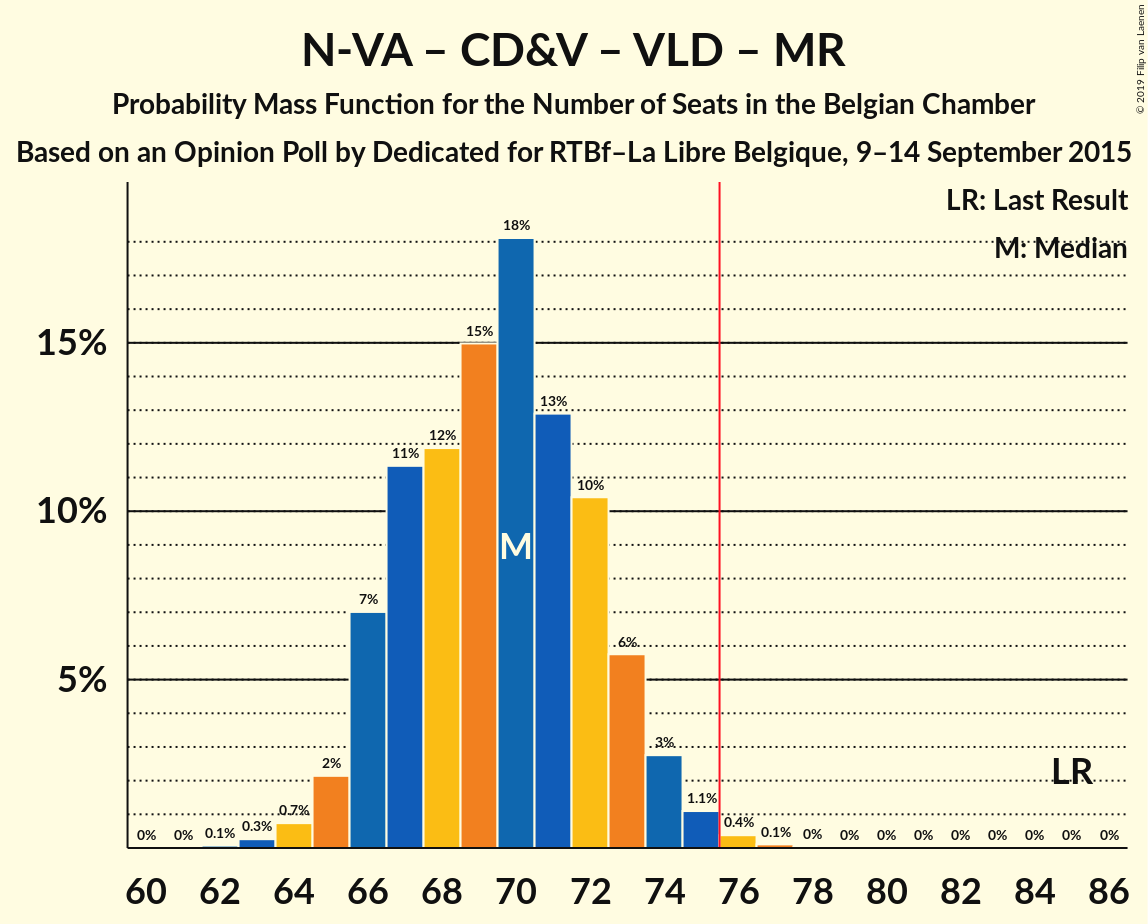 © 2019 Filip van Laenen
N-VA – CD&V – VLD – MR
Probability Mass Function for the Number of Seats in the Belgian Chamber
Based on an Opinion Poll by Dedicated for RTBf–La Libre Belgique, 9–14 September 2015
LR: Last Result
M: Median
15%
10%
5%
0% 0% 0.1% 0.3% 0.7% 2% 7% 11% 12% 15% 18% 13% 10% 6% 3% 1.1% 0.4% 0.1% 0% 0% 0% 0% 0% 0% 0% 0% 0%
M
LR
60 62 64 66 68 70 72 74 76 78 80 82 84 86